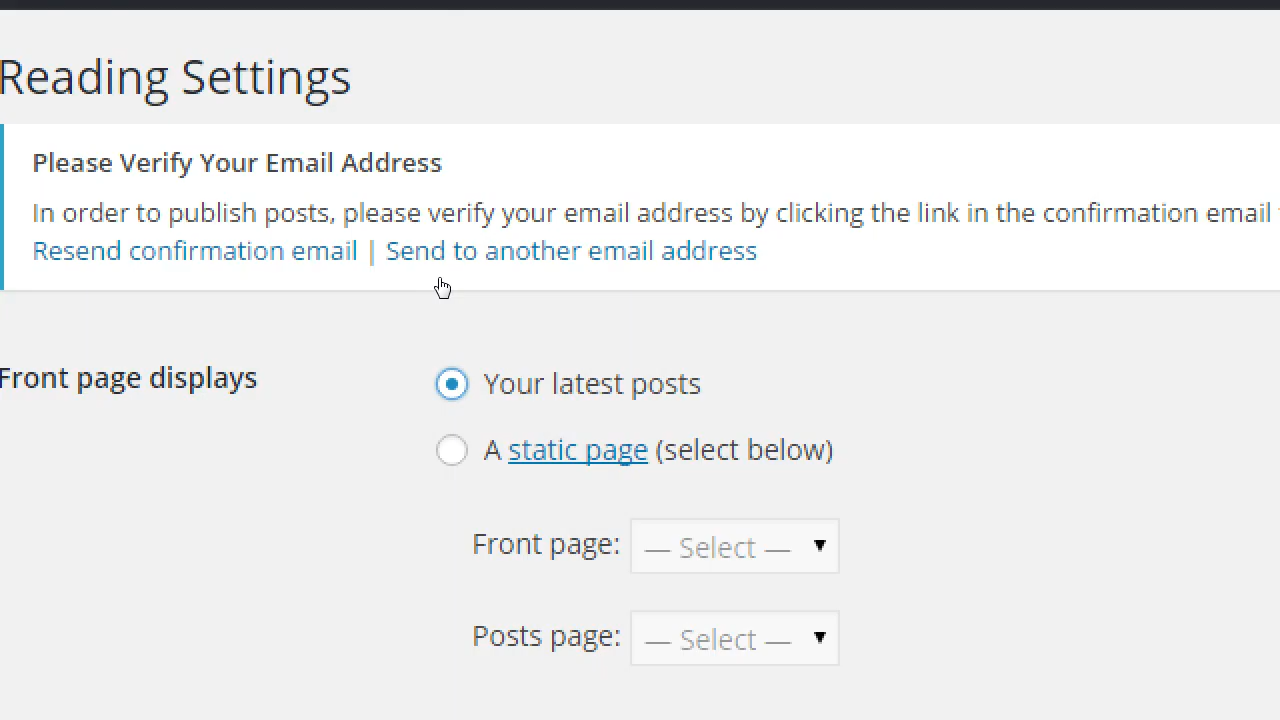 Reading Settings
Please Verify Your Email Address
In order to publish posts, please verify your email address by clicking the link in the confirmation email
Resend confirmation email | Send to another email address
Front page displays
Your latest posts
A static page (select below)
Front page: — Select —
Posts page: — Select —